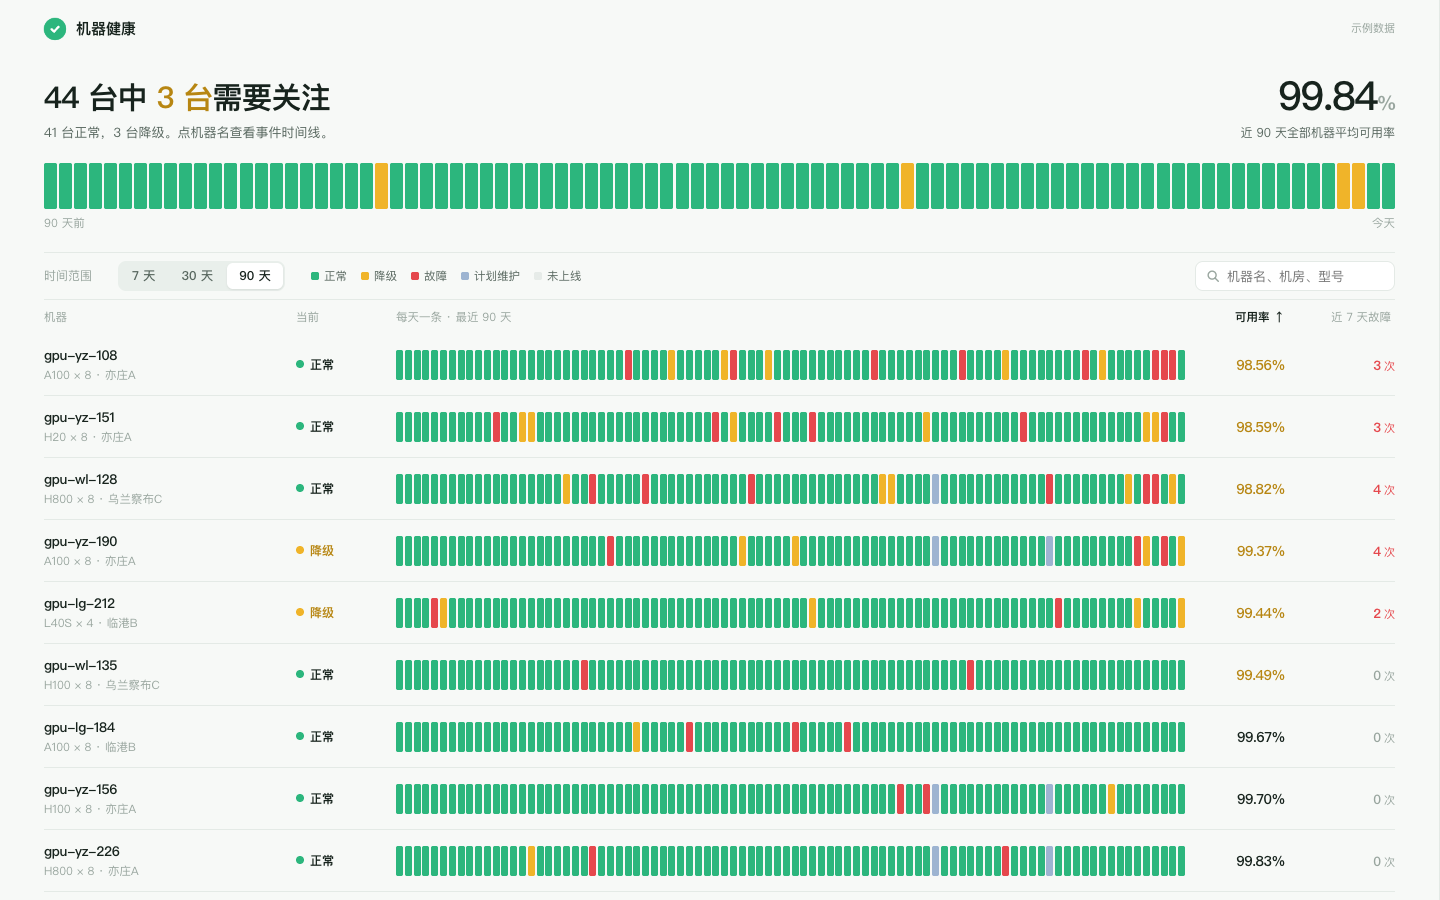 机器健康
示例数据
44 台中 3 台需要关注
99.84%
41 台正常，3 台降级。点机器名查看事件时间线。
近 90 天全部机器平均可用率
90 天前
今天
时间范围 7 天 30 天 90 天 正常 降级 故障 计划维护 未上线 机器名、机房、型号
机器 当前 每天一条 · 最近 90 天 可用率 ↑ 近 7 天故障
gpu-yz-108
A100 × 8 · 亦庄A
正常 98.56% 3 次
gpu-yz-151
H20 × 8 · 亦庄A
正常 98.59% 3 次
gpu-wl-128
H800 × 8 · 乌兰察布C
正常 98.82% 4 次
gpu-yz-190
A100 × 8 · 亦庄A
降级 99.37% 4 次
gpu-lg-212
L40S × 4 · 临港B
降级 99.44% 2 次
gpu-wl-135
H100 × 8 · 乌兰察布C
正常 99.49% 0 次
gpu-lg-184
A100 × 8 · 临港B
正常 99.67% 0 次
gpu-yz-156
H100 × 8 · 亦庄A
正常 99.70% 0 次
gpu-yz-226
H800 × 8 · 亦庄A
正常 99.83% 0 次